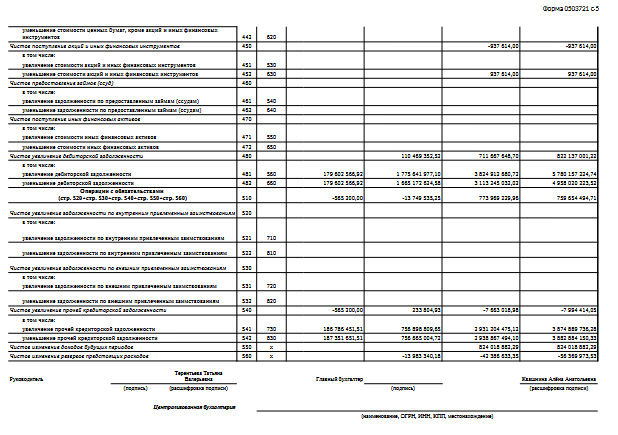 Форма 0503721 с.5
уменьшение стоимости ценных бумаг, кроме акций и иных финансовых
инструментов 442 620
Чистое поступление акций и иных финансовых инструментов 450 -937 614,00 -937 614,00
в том числе:
увеличение стоимости акций и иных финансовых инструментов 451 530
уменьшение стоимости акций и иных финансовых инструментов 452 630 937 614,00 937 614,00
Чистое предоставление займов (ссуд) 460
в том числе:
увеличение задолженности по предоставленным займам (ссудам) 461 540
уменьшение задолженности по предоставленным займам (ссудам) 462 640
Чистое поступление иных финансовых активов 470
в том числе:
увеличение стоимости иных финансовых активов 471 550
уменьшение стоимости иных финансовых активов 472 650
Чистое увеличение дебиторской задолженности 480 110 469 352,52 711 667 648,70 822 137 001,22
в том числе:
увеличение дебиторской задолженности 481 560 179 602 566,92 1 775 641 977,10 3 824 912 680,72 5 780 157 224,74
уменьшение дебиторской задолженности 482 660 179 602 566,92 1 665 172 624,58 3 113 245 032,02 4 958 020 223,52
Операции с обязательствами
(стр. 520+стр. 530+стр. 540+стр. 550+стр. 560) 510 -565 200,00 -13 749 535,25 773 969 229,96 759 654 494,71
Чистое увеличение задолженности по внутренним привлеченным заимствованиям 520
в том числе:
увеличение задолженности по внутренним привлеченным заимствованиям 521 710
уменьшение задолженности по внутренним привлеченным заимствованиям 522 810
Чистое увеличение задолженности по внешним привлеченным заимствованиям 530
в том числе:
увеличение задолженности по внешним привлеченным заимствованиям 531 720
уменьшение задолженности по внешним привлеченным заимствованиям 532 820
Чистое увеличение прочей кредиторской задолженности 540 -565 200,00 233 804,93 -7 663 018,98 -7 994 414,05
в том числе:
увеличение прочей кредиторской задолженности 541 730 186 786 451,51 756 898 809,65 2 931 204 475,12 3 874 889 736,28
уменьшение прочей кредиторской задолженности 542 830 187 351 651,51 756 665 004,72 2 938 867 494,10 3 882 884 150,33
Чистое изменение доходов будущих периодов 550 x 824 018 882,29 824 018 882,29
Чистое изменение резервов предстоящих расходов 560 x -13 983 340,18 -42 386 633,35 -56 369 973,53
Терентьева Татьяна
Руководитель Валерьевна Главный бухгалтер Квашнина Алёна Анатольевна
(подпись) (расшифровка подписи) (подпись) (расшифровка подписи)
Централизованная бухгалтерия
(наименование, ОГРН, ИНН, КПП, местонахождение)